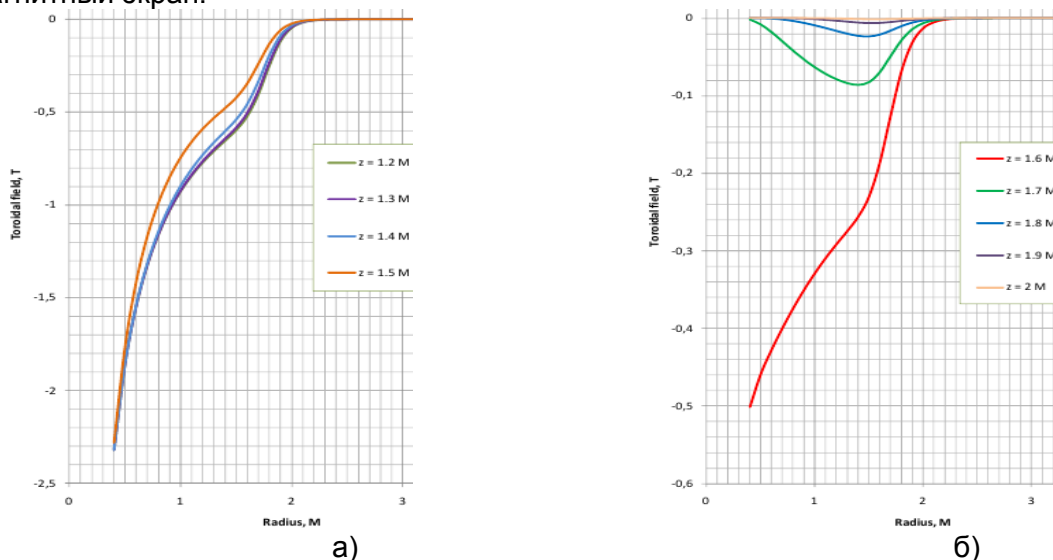 агнитный экран.
0
-0,5
-1
-1,5
-2
-2,5
0 1 2 3
Toroidal field, T
Radius, M
z = 1.2 M
z = 1.3 M
z = 1.4 M
z = 1.5 M
а)
0
-0,1
-0,2
-0,3
-0,4
-0,5
-0,6
0 1 2 3
Toroidal field, T
Radius, M
z = 1.6 M
z = 1.7 M
z = 1.8 M
z = 1.9 M
z = 2 M
б)